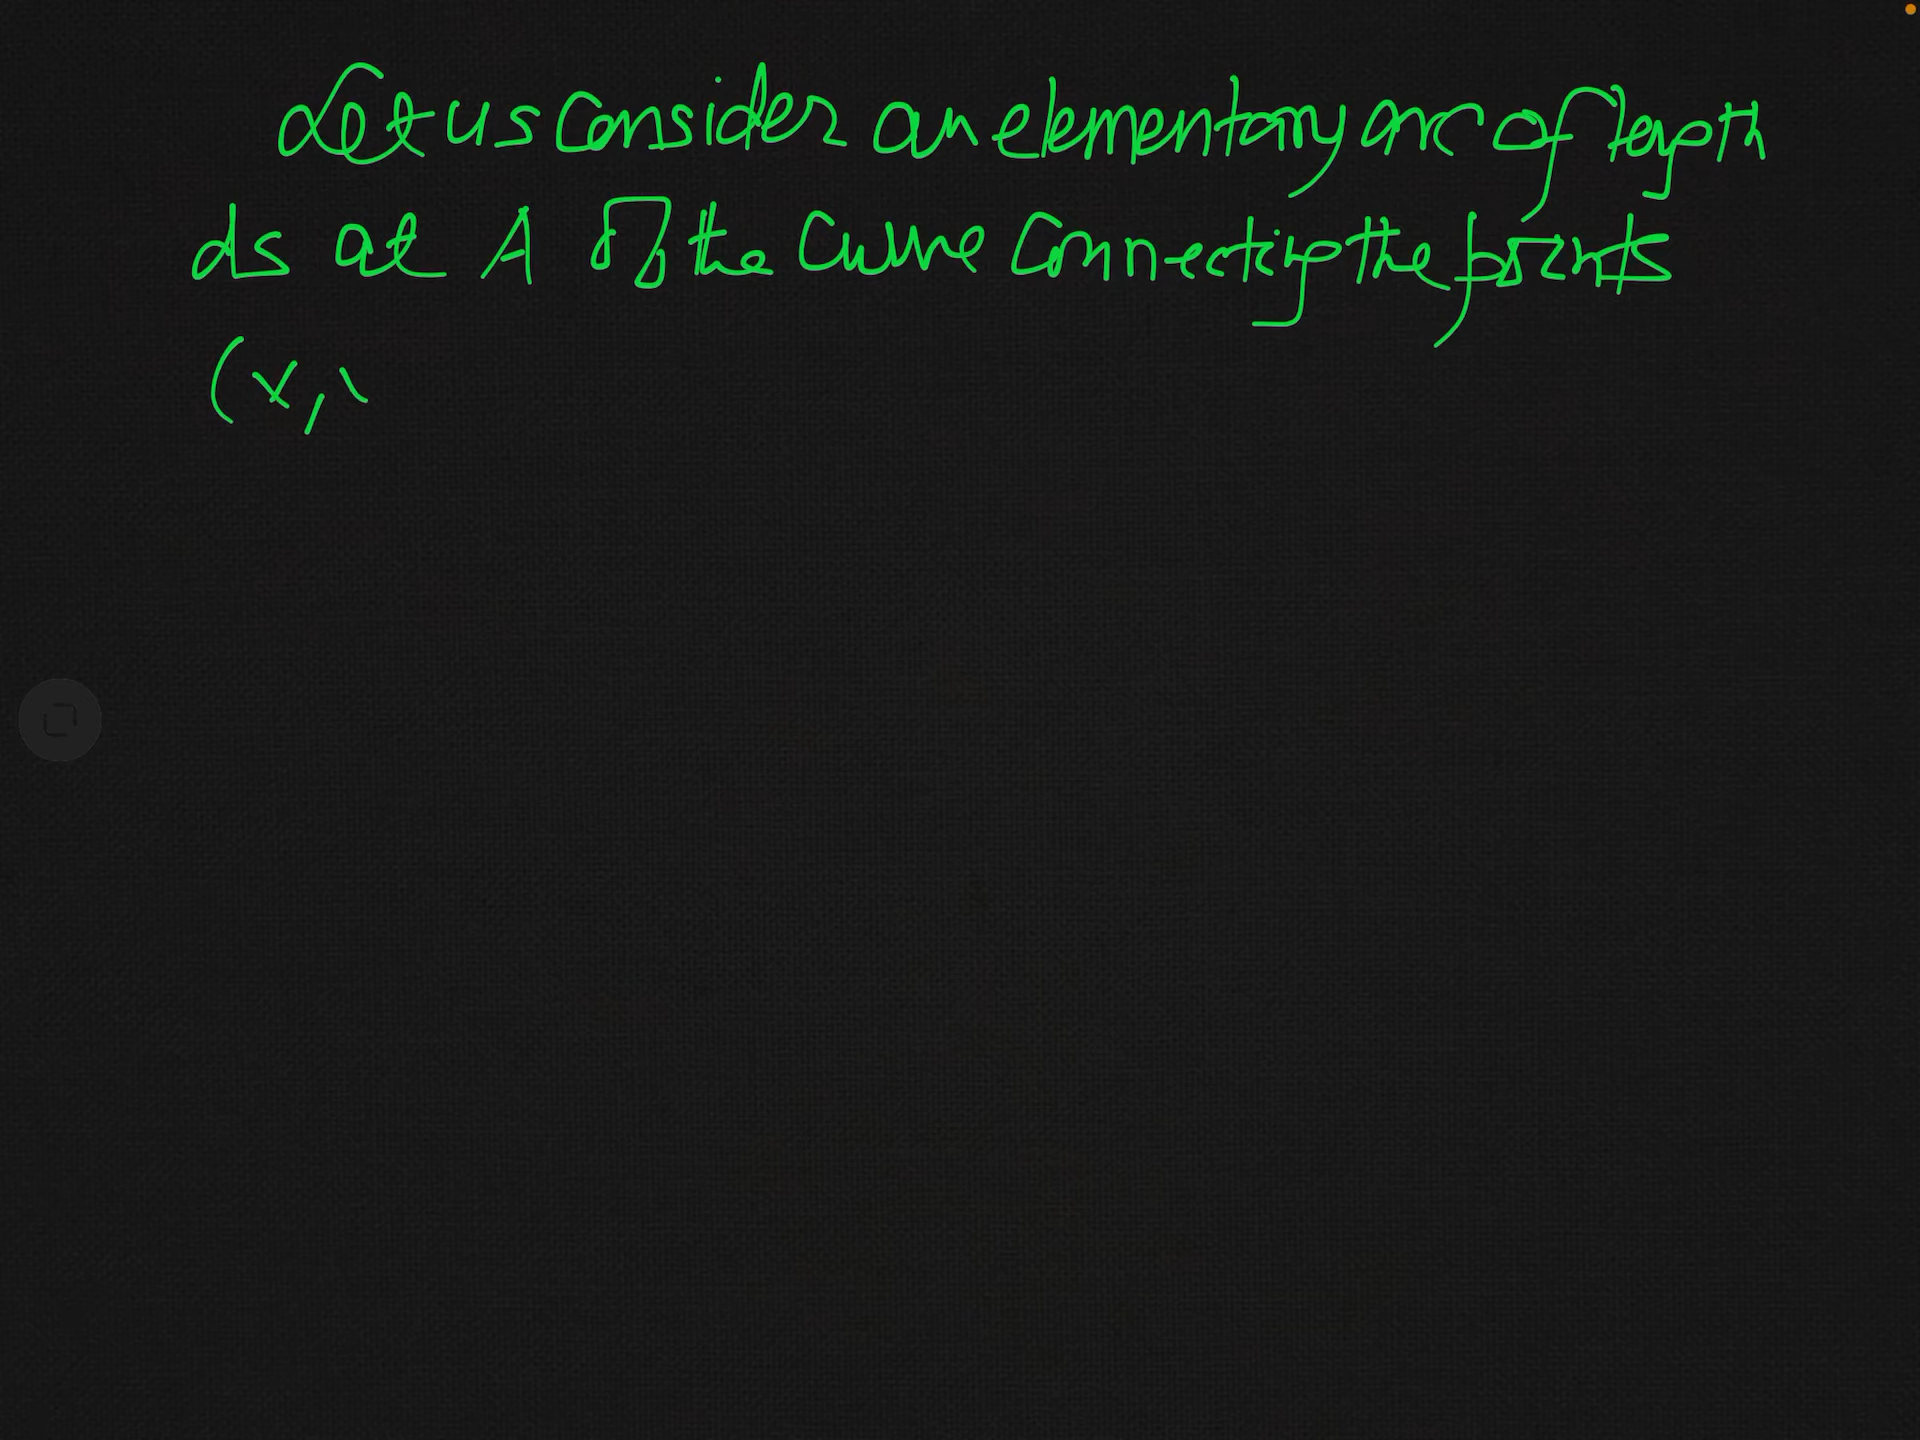 Let us consider an elementary arc of length
ds at A of the curve connecting the points
(x,